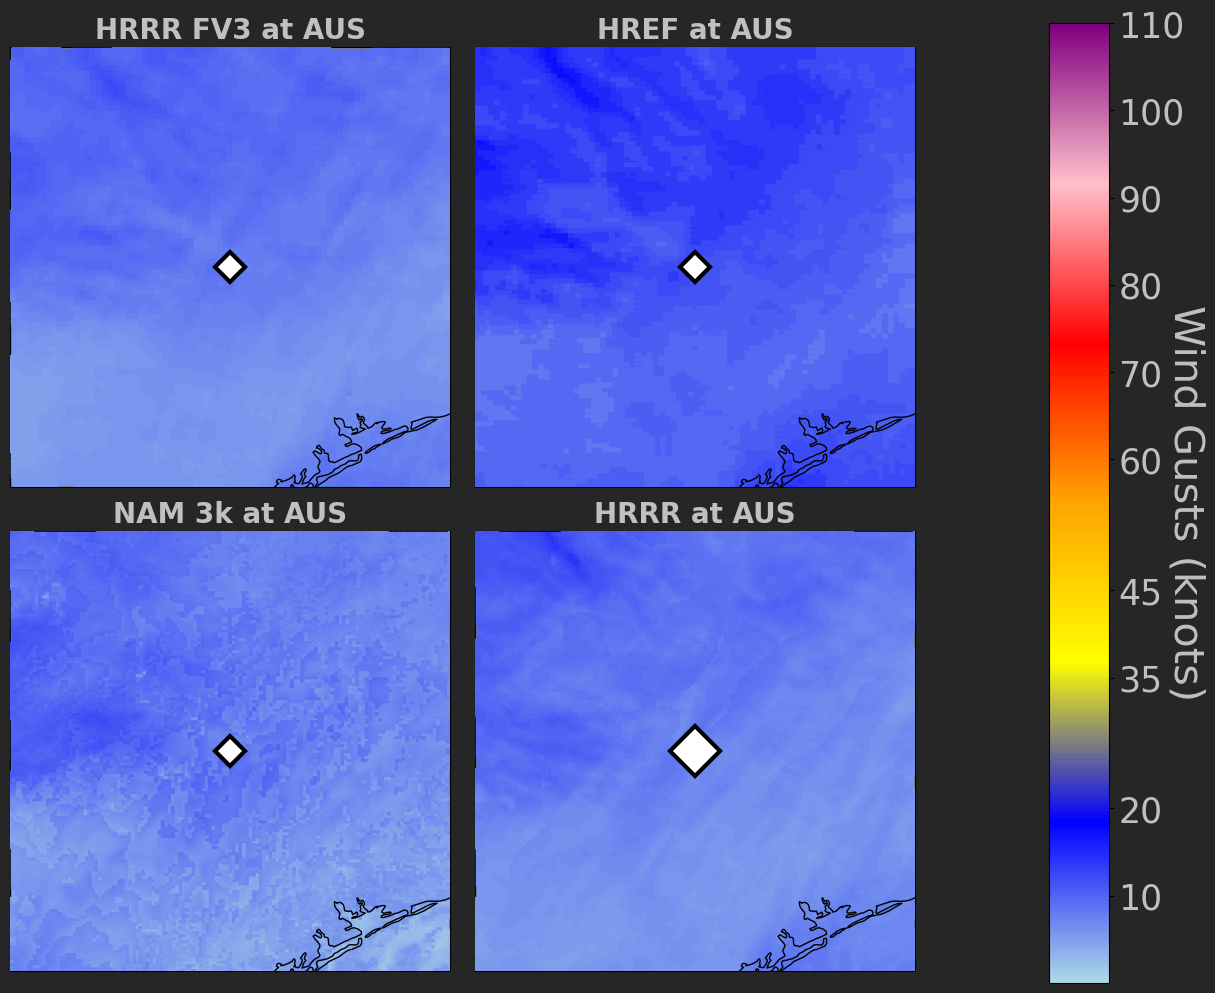 HRRR FV3 at AUS
HREF at AUS
NAM 3k at AUS
HRRR at AUS
110
100
90
80
70
60
45
35
20
10
Wind Gusts (knots)